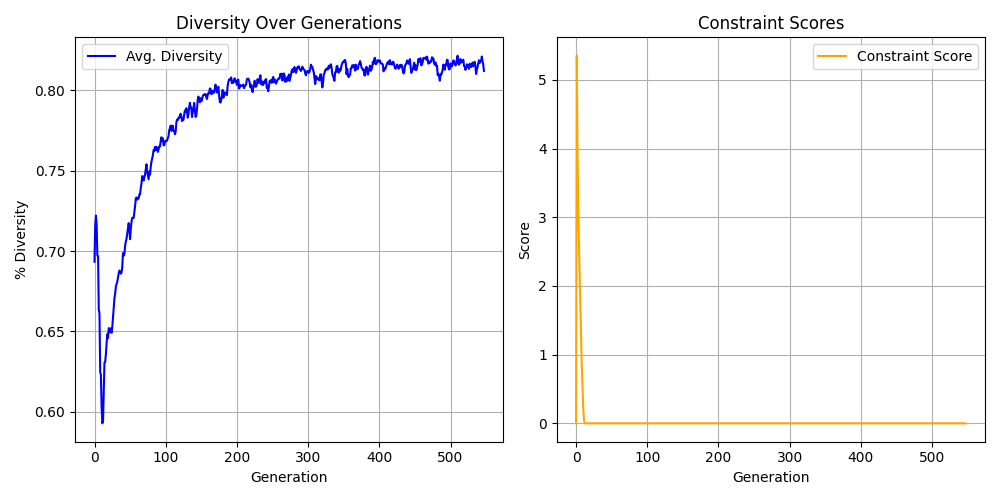 Diversity Over Generations
Avg. Diversity
% Diversity
0.80
0.75
0.70
0.65
0.60
0 100 200 300 400 500
Generation
Constraint Scores
Constraint Score
Score
5
4
3
2
1
0
0 100 200 300 400 500
Generation